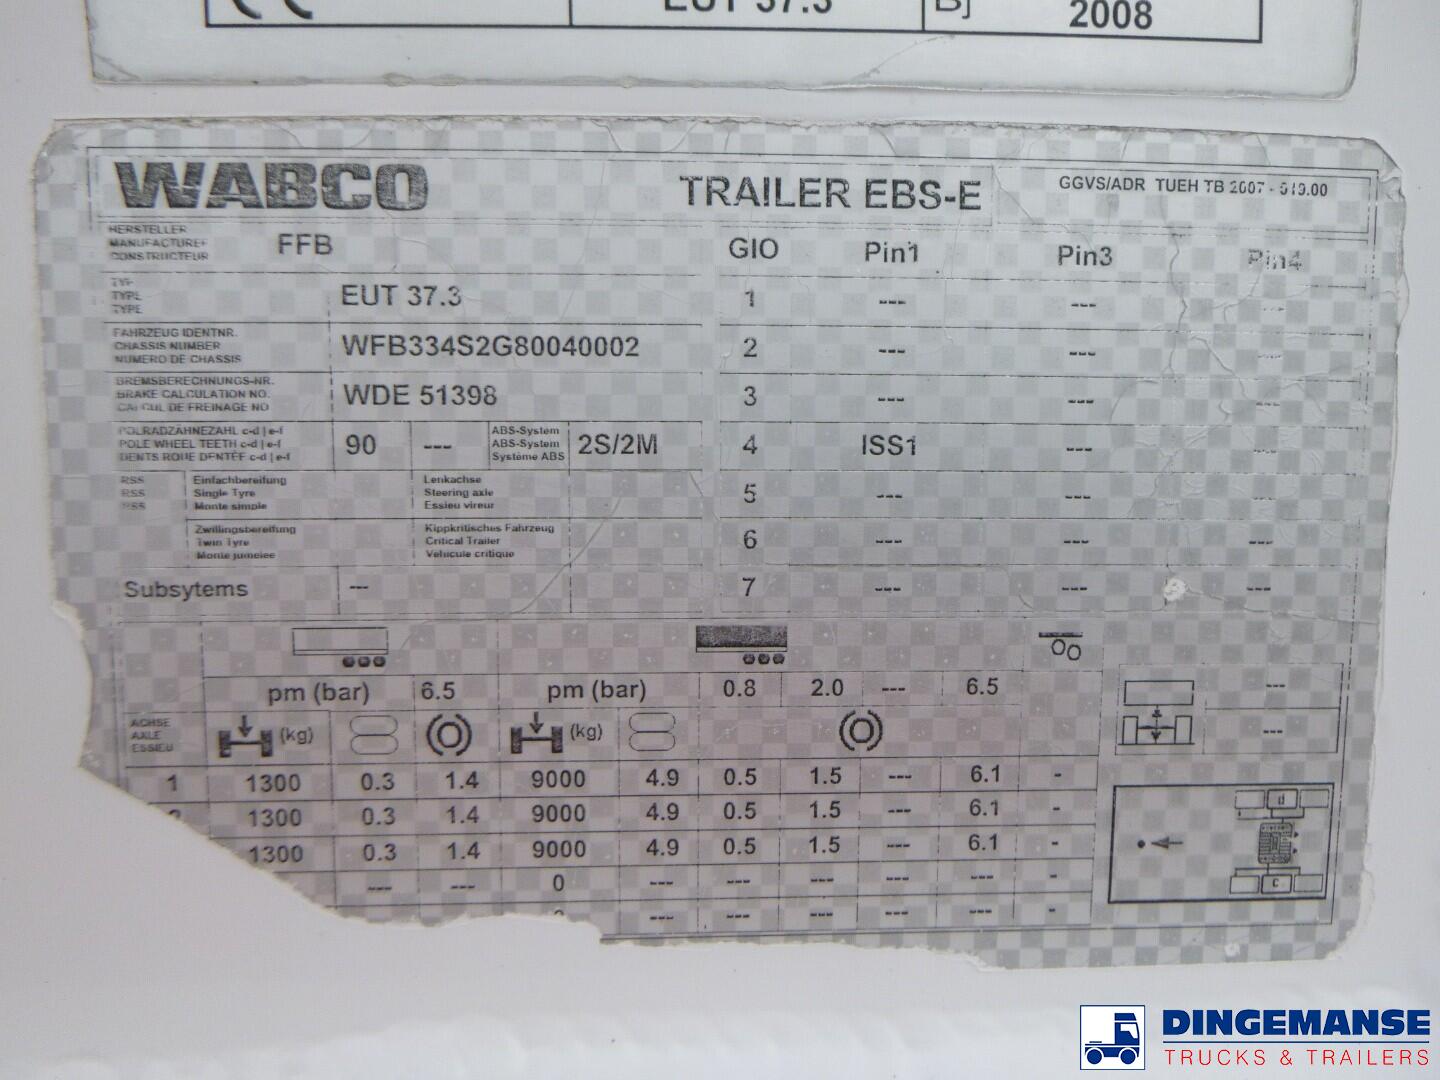 EUT 37.3
2008
WABCO TRAILER EBS-E GGVS/ADR TUEH TB 2007 - 019.00
HERSTELLER
MANUFACTURER
CONSTRUCTEUR
FFB
TYP
TYPE
TYPE
EUT 37.3
FAHRZEUG IDENTNR.
CHASSIS NUMBER
NUMERO DE CHASSIS
WFB334S2G80040002
BREMSBERECHNUNGS-NR.
BRAKE CALCULATION NO.
CALCUL DE FREINAGE NO
WDE 51398
POLRADZÄHNEZAHL c-d | e-f
POLE WHEEL TEETH c-d | e-f
DENTS ROUE DENTÉE c-d | e-f
90 ---
ABS-System
ABS-System
Système ABS
2S/2M
RSS
RSS
RSS
Einfachbereifung
Single Tyre
Monte simple
Lenkachse
Steering axle
Essieu vireur
Zwillingsbereifung
Twin Tyre
Monte jumelée
Kippkritisches Fahrzeug
Critical Trailer
Vehicule critique
Subsytems ---
GIO Pin1 Pin3 Pin4
1 --- ---
2 --- --- ---
3 --- --- ---
4 ISS1 --- ---
5 --- --- ---
6 --- --- ---
7 --- --- ---
pm (bar) 6.5 pm (bar) 0.8 2.0 --- 6.5
ACHSE
AXLE
ESSIEU
(kg) (kg)
1 1300 0.3 1.4 9000 4.9 0.5 1.5 --- 6.1 -
2 1300 0.3 1.4 9000 4.9 0.5 1.5 --- 6.1 -
1300 0.3 1.4 9000 4.9 0.5 1.5 --- 6.1 -
--- --- 0 --- --- --- --- --- -
--- --- --- --- --- -
---
---
d
c
DINGEMANSE
TRUCKS & TRAILERS